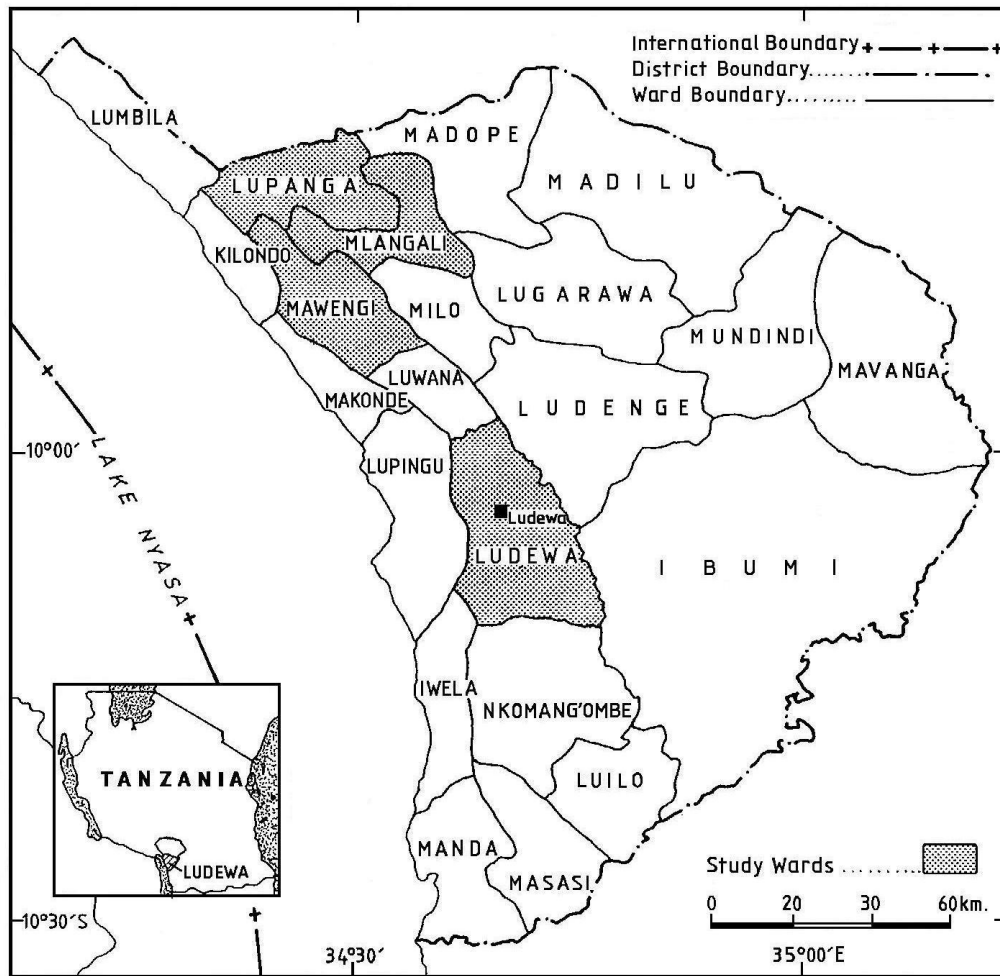 International Boundary
District Boundary......
Ward Boundary..........
LUMBILA
MADOPE
LUPANGA
MADILU
MLANGALI
KILONDO
LUGARAWA
MAWENGI
MILO
MUNDINDI
LUWANA
MAVANGA
MAKONDE
LUDENGE
10°00′
LUPINGU
LAKE NYASA
Ludewa
LUDEWA
IBUMI
IWELA
NKOMANG'OMBE
TANZANIA
LUILO
MANDA
LUDEWA
MASASI
Study Wards .......
0 20 30 60km.
10°30′S
34°30′
35°00′E